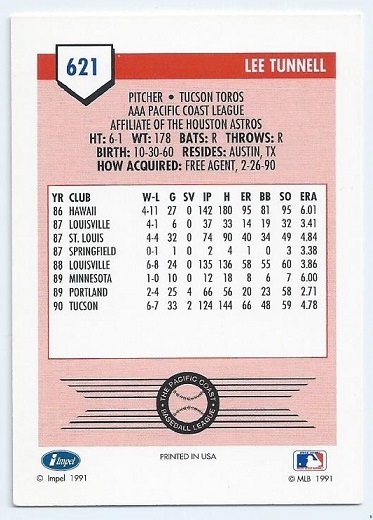 621
LEE TUNNELL
PITCHER • TUCSON TOROS
AAA PACIFIC COAST LEAGUE
AFFILIATE OF THE HOUSTON ASTROS
HT: 6-1 WT: 178 BATS: R THROWS: R
BIRTH: 10-30-60 RESIDES: AUSTIN, TX
HOW ACQUIRED: FREE AGENT, 2-26-90
YR CLUB W-L G SV IP H ER BB SO ERA
86 HAWAII 4-11 27 0 142 180 95 81 95 6.01
87 LOUISVILLE 4-1 6 0 37 33 14 19 32 3.41
87 ST. LOUIS 4-4 32 0 74 90 40 34 49 4.84
87 SPRINGFIELD 0-1 1 0 2 4 1 0 3 3.38
88 LOUISVILLE 6-8 24 0 135 136 58 55 60 3.86
89 MINNESOTA 1-0 10 0 12 18 8 6 7 6.00
89 PORTLAND 2-4 25 4 56 56 20 23 58 2.71
90 TUCSON 6-7 33 2 124 144 66 48 59 4.78
THE PACIFIC COAST
BASEBALL LEAGUE
Impel
PRINTED IN USA
© Impel 1991
© MLB 1991